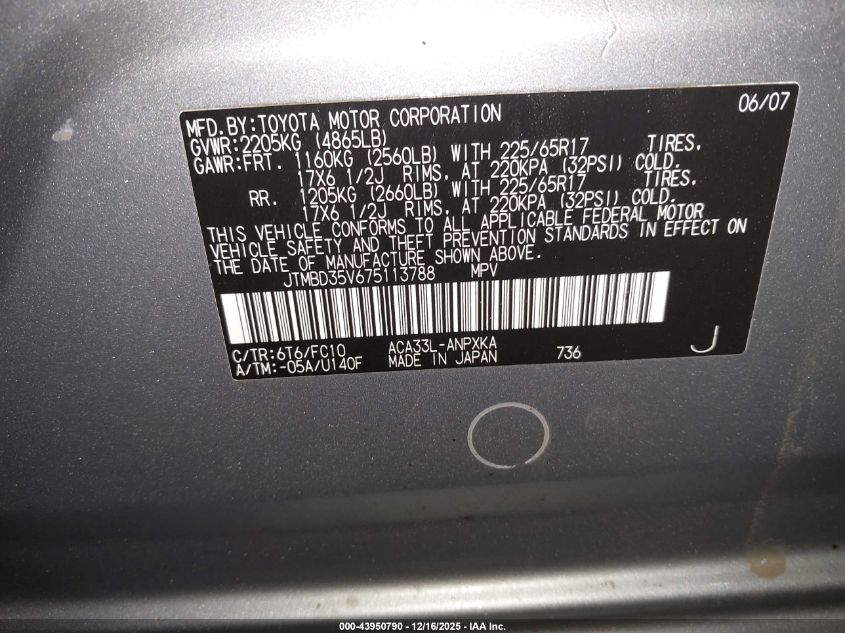 06/07
MFD.BY:TOYOTA MOTOR CORPORATION
GVWR:2205KG (4865LB)
GAWR:FRT. 1160KG (2560LB) WITH 225/65R17 TIRES.
17X6 1/2J RIMS, AT 220KPA (32PSI) COLD.
RR. 1205KG (2660LB) WITH 225/65R17 TIRES.
17X6 1/2J RIMS, AT 220KPA (32PSI) COLD.
THIS VEHICLE CONFORMS TO ALL APPLICABLE FEDERAL MOTOR
VEHICLE SAFETY AND THEFT PREVENTION STANDARDS IN EFFECT ON
THE DATE OF MANUFACTURE SHOWN ABOVE.
JTMBD35V675113788 MPV
C/TR:6T6/FC10 ACA33L-ANPXKA
A/TM:-05A/U140F MADE IN JAPAN 736 J
000-43950790 - 12/16/2025 - IAA Inc.